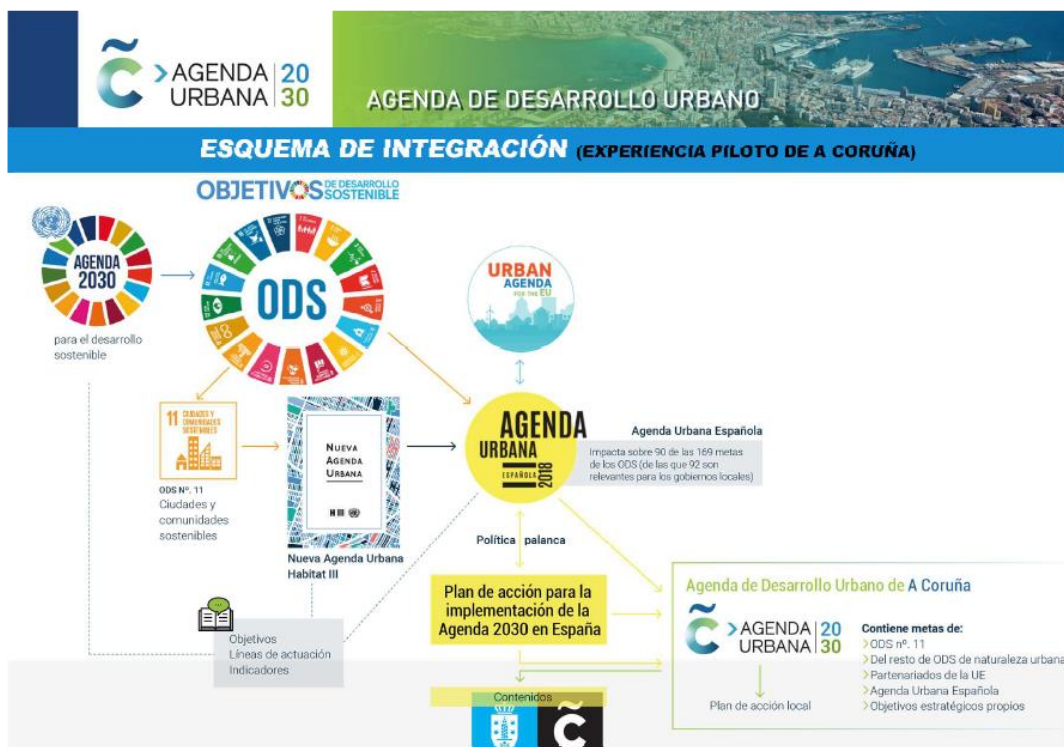 AGENDA 20
URBANA 30
AGENDA DE DESARROLLO URBANO
ESQUEMA DE INTEGRACIÓN (EXPERIENCIA PILOTO DE A CORUÑA)
OBJETIVOS DE DESARROLLO SOSTENIBLE
AGENDA
2030
para el desarrollo
sostenible
ODS
URBAN
AGENDA
FOR THE EU
11 CIUDADES Y
COMUNIDADES
SOSTENIBLES
ODS Nº. 11
Ciudades y
comunidades
sostenibles
NUEVA
AGENDA
URBANA
H III
Nueva Agenda Urbana
Habitat III
AGENDA
URBANA
ESPAÑOLA
2018
Agenda Urbana Española
Impacta sobre 90 de las 169 metas
de los ODS (de las que 92 son
relevantes para los gobiernos locales)
Política palanca
Objetivos
Líneas de actuación
Indicadores
Plan de acción para la
implementación de la
Agenda 2030 en España
Contenidos
Agenda de Desarrollo Urbano de A Coruña
AGENDA 20
URBANA 30
Plan de acción local
Contiene metas de:
ODS nº. 11
Del resto de ODS de naturaleza urbana
Partenariados de la UE
Agenda Urbana Española
Objetivos estratégicos propios